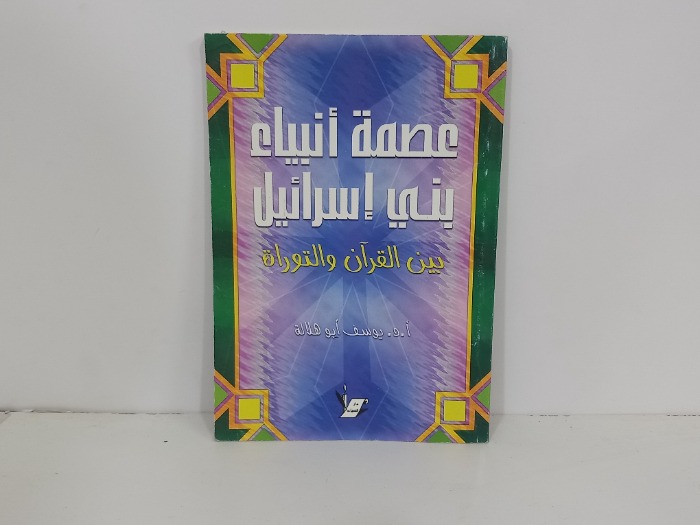 عصمة أنبياء
بني إسرائيل
بين القرآن والتوراة
أ.د. يوسف أبو هلالة